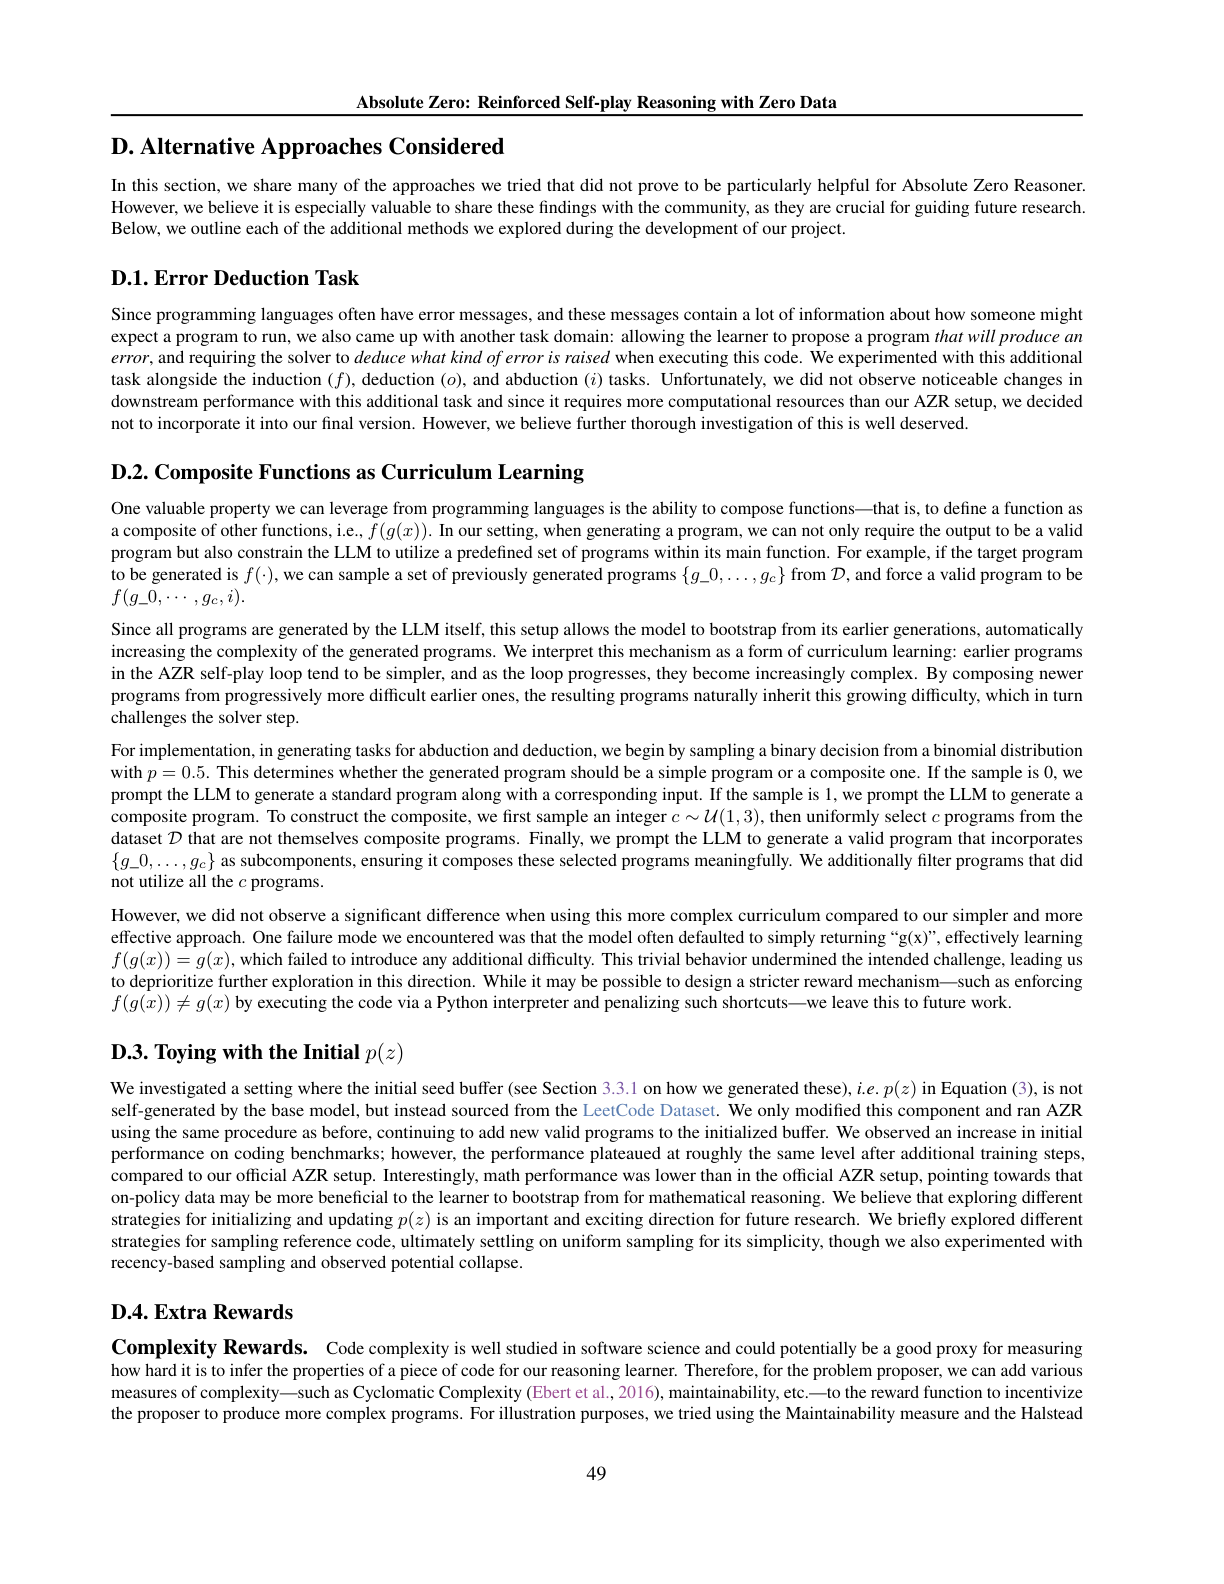 Absolute Zero: Reinforced Self-play Reasoning with Zero Data
D. Alternative Approaches Considered
In this section, we share many of the approaches we tried that did not prove to be particularly helpful for Absolute Zero Reasoner.
However, we believe it is especially valuable to share these findings with the community, as they are crucial for guiding future research.
Below, we outline each of the additional methods we explored during the development of our project.
D.1. Error Deduction Task
Since programming languages often have error messages, and these messages contain a lot of information about how someone might
expect a program to run, we also came up with another task domain: allowing the learner to propose a program that will produce an
error, and requiring the solver to deduce what kind of error is raised when executing this code. We experimented with this additional
task alongside the induction (f), deduction (o), and abduction (i) tasks. Unfortunately, we did not observe noticeable changes in
downstream performance with this additional task and since it requires more computational resources than our AZR setup, we decided
not to incorporate it into our final version. However, we believe further thorough investigation of this is well deserved.
D.2. Composite Functions as Curriculum Learning
One valuable property we can leverage from programming languages is the ability to compose functions—that is, to define a function as
a composite of other functions, i.e., f(g(x)). In our setting, when generating a program, we can not only require the output to be a valid
program but also constrain the LLM to utilize a predefined set of programs within its main function. For example, if the target program
to be generated is f(·), we can sample a set of previously generated programs {g_0, . . . , gc} from D, and force a valid program to be
f(g_0, · · · , gc, i).
Since all programs are generated by the LLM itself, this setup allows the model to bootstrap from its earlier generations, automatically
increasing the complexity of the generated programs. We interpret this mechanism as a form of curriculum learning: earlier programs
in the AZR self-play loop tend to be simpler, and as the loop progresses, they become increasingly complex. By composing newer
programs from progressively more difficult earlier ones, the resulting programs naturally inherit this growing difficulty, which in turn
challenges the solver step.
For implementation, in generating tasks for abduction and deduction, we begin by sampling a binary decision from a binomial distribution
with p = 0.5. This determines whether the generated program should be a simple program or a composite one. If the sample is 0, we
prompt the LLM to generate a standard program along with a corresponding input. If the sample is 1, we prompt the LLM to generate a
composite program. To construct the composite, we first sample an integer c ∼ U(1, 3), then uniformly select c programs from the
dataset D that are not themselves composite programs. Finally, we prompt the LLM to generate a valid program that incorporates
{g_0, . . . , gc} as subcomponents, ensuring it composes these selected programs meaningfully. We additionally filter programs that did
not utilize all the c programs.
However, we did not observe a significant difference when using this more complex curriculum compared to our simpler and more
effective approach. One failure mode we encountered was that the model often defaulted to simply returning “g(x)”, effectively learning
f(g(x)) = g(x), which failed to introduce any additional difficulty. This trivial behavior undermined the intended challenge, leading us
to deprioritize further exploration in this direction. While it may be possible to design a stricter reward mechanism—such as enforcing
f(g(x)) ≠ g(x) by executing the code via a Python interpreter and penalizing such shortcuts—we leave this to future work.
D.3. Toying with the Initial p(z)
We investigated a setting where the initial seed buffer (see Section 3.3.1 on how we generated these), i.e. p(z) in Equation (3), is not
self-generated by the base model, but instead sourced from the LeetCode Dataset. We only modified this component and ran AZR
using the same procedure as before, continuing to add new valid programs to the initialized buffer. We observed an increase in initial
performance on coding benchmarks; however, the performance plateaued at roughly the same level after additional training steps,
compared to our official AZR setup. Interestingly, math performance was lower than in the official AZR setup, pointing towards that
on-policy data may be more beneficial to the learner to bootstrap from for mathematical reasoning. We believe that exploring different
strategies for initializing and updating p(z) is an important and exciting direction for future research. We briefly explored different
strategies for sampling reference code, ultimately settling on uniform sampling for its simplicity, though we also experimented with
recency-based sampling and observed potential collapse.
D.4. Extra Rewards
Complexity Rewards. Code complexity is well studied in software science and could potentially be a good proxy for measuring
how hard it is to infer the properties of a piece of code for our reasoning learner. Therefore, for the problem proposer, we can add various
measures of complexity—such as Cyclomatic Complexity (Ebert et al., 2016), maintainability, etc.—to the reward function to incentivize
the proposer to produce more complex programs. For illustration purposes, we tried using the Maintainability measure and the Halstead
49